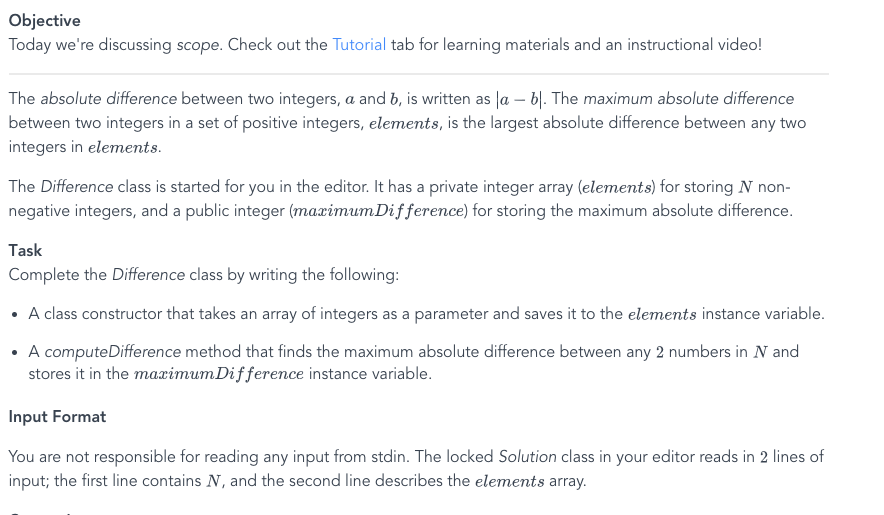 Objective
Today we're discussing scope. Check out the Tutorial tab for learning materials and an instructional video!
The absolute difference between two integers, a and b, is written as |a − b|. The maximum absolute difference
between two integers in a set of positive integers, elements, is the largest absolute difference between any two
integers in elements.
The Difference class is started for you in the editor. It has a private integer array (elements) for storing N non-
negative integers, and a public integer (maximumDifference) for storing the maximum absolute difference.
Task
Complete the Difference class by writing the following:
• A class constructor that takes an array of integers as a parameter and saves it to the elements instance variable.
• A computeDifference method that finds the maximum absolute difference between any 2 numbers in N and
stores it in the maximumDifference instance variable.
Input Format
You are not responsible for reading any input from stdin. The locked Solution class in your editor reads in 2 lines of
input; the first line contains N, and the second line describes the elements array.